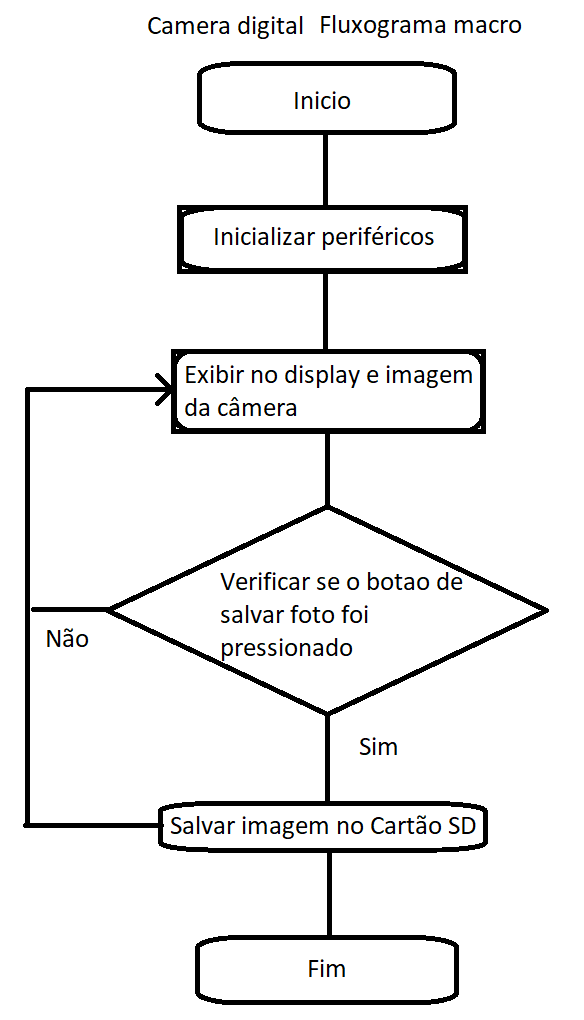 Camera digital Fluxograma macro
Inicio
Inicializar periféricos
Exibir no display e imagem
da câmera
Verificar se o botao de
salvar foto foi
pressionado
Não
Sim
Salvar imagem no Cartão SD
Fim